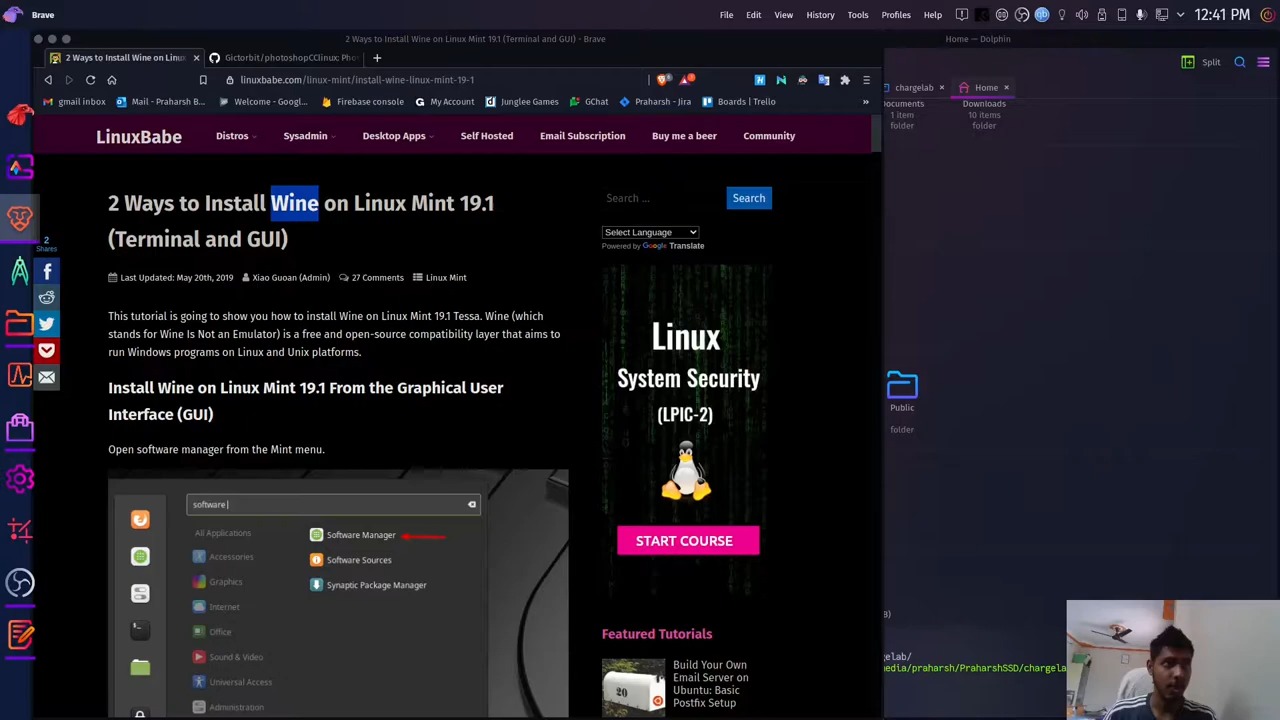 Brave
File Edit View History Tools Profiles Help
12:41 PM
2 Ways to Install Wine on Linux Mint 19.1 (Terminal and GUI) - Brave
2 Ways to Install Wine on Linux
Gictorbit/photoshopCClinux: Pho
linuxbabe.com/linux-mint/install-wine-linux-mint-19-1
gmail inbox
Mail - Praharsh B...
Welcome - Googl...
Firebase console
My Account
Junglee Games
GChat
Praharsh - Jira
Boards | Trello
»
LinuxBabe
Distros
Sysadmin
Desktop Apps
Self Hosted
Email Subscription
Buy me a beer
Community
2 Ways to Install Wine on Linux Mint 19.1
(Terminal and GUI)
2
Shares
Last Updated: May 20th, 2019 Xiao Guoan (Admin) 27 Comments Linux Mint
This tutorial is going to show you how to install Wine on Linux Mint 19.1 Tessa. Wine (which
stands for Wine Is Not an Emulator) is a free and open-source compatibility layer that aims to
run Windows programs on Linux and Unix platforms.
Install Wine on Linux Mint 19.1 From the Graphical User
Interface (GUI)
Open software manager from the Mint menu.
software
All Applications
Accessories
Graphics
Internet
Office
Sound & Video
Universal Access
Administration
Software Manager
Software Sources
Synaptic Package Manager
Search …
Search
Select Language
Powered by Google Translate
Linux
System Security
(LPIC-2)
START COURSE
Featured Tutorials
20
Build Your Own
Email Server on
Ubuntu: Basic
Postfix Setup
Home — Dolphin
Split
chargelab
Home
Documents
1 item
folder
Downloads
10 items
folder
Public
folder
B)
gelab/
media/praharsh/PraharshSSD/chargelab